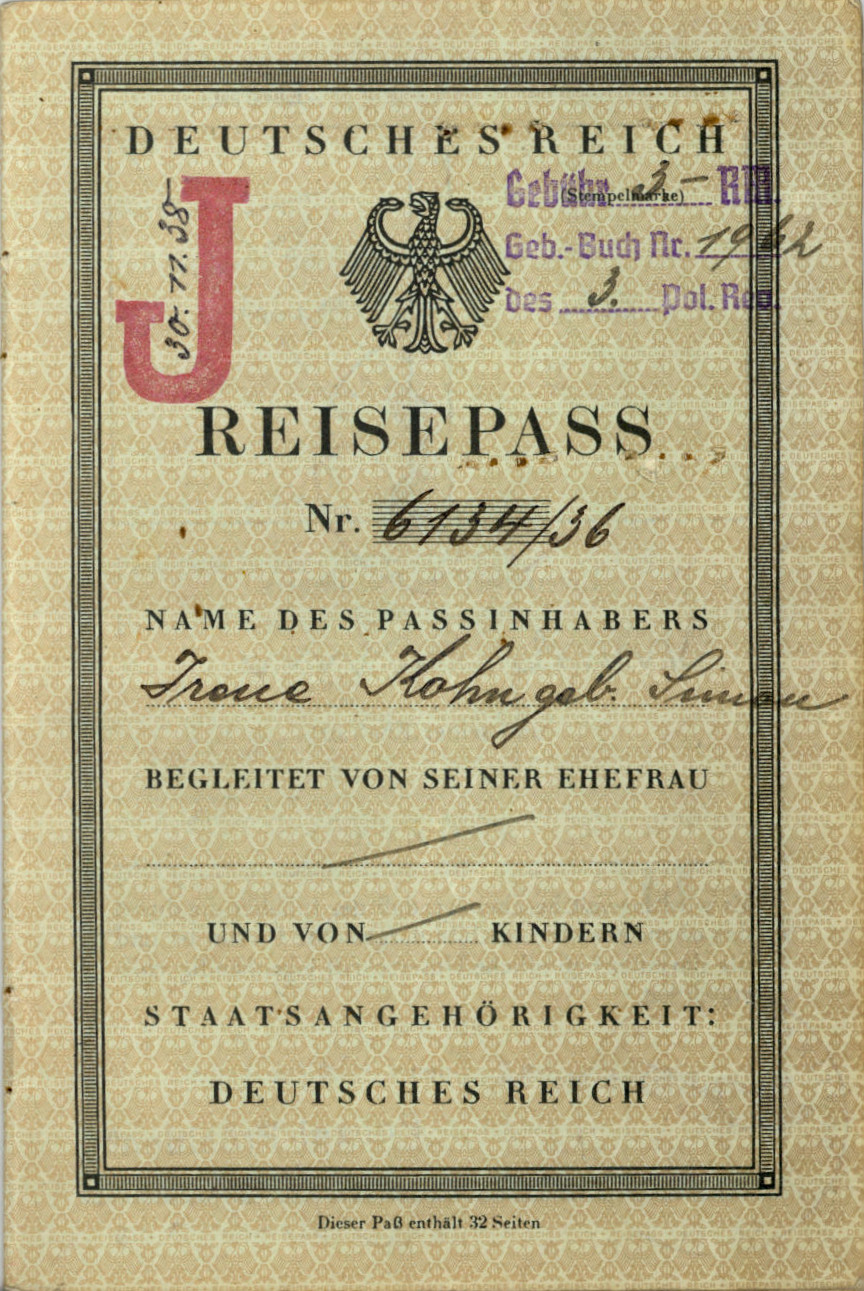 DEUTSCHES REICH
J
30.11.38
Gebühr 3- RM.
(Stempelmarke)
Geb.-Buch Nr. 1962
des 3. Pol. Rev.
REISEPASS
Nr. 6134/36
NAME DES PASSINHABERS
Irene Kohn geb. Simon
BEGLEITET VON SEINER EHEFRAU
UND VON KINDERN
STAATSANGEHÖRIGKEIT:
DEUTSCHES REICH
Dieser Paß enthält 32 Seiten